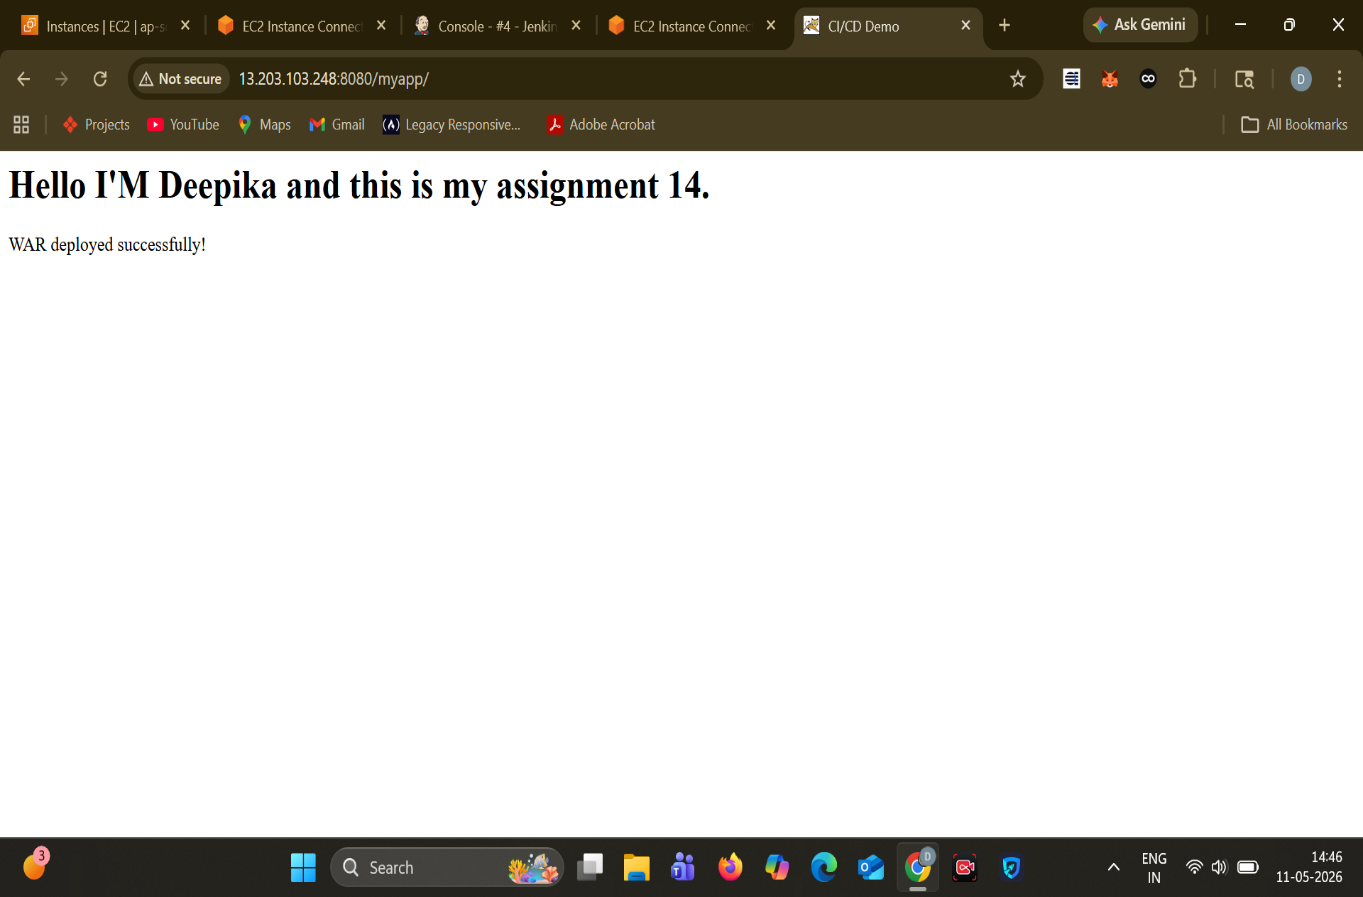 Instances | EC2 | ap-s
EC2 Instance Connect
Console - #4 - Jenkin
EC2 Instance Connec
CI/CD Demo
Ask Gemini
Not secure
13.203.103.248:8080/myapp/
D
Projects
YouTube
Maps
Gmail
Legacy Responsive...
Adobe Acrobat
All Bookmarks
Hello I'M Deepika and this is my assignment 14.
WAR deployed successfully!
3
Search
D
ENG
IN
14:46
11-05-2026